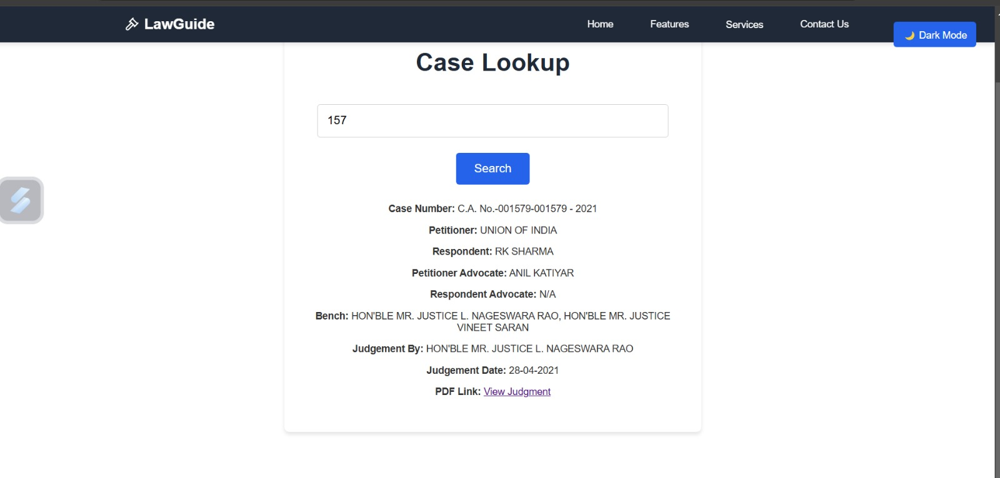 LawGuide
Home
Features
Services
Contact Us
🌙 Dark Mode
Case Lookup
157
Search
Case Number: C.A. No.-001579-001579 - 2021
Petitioner: UNION OF INDIA
Respondent: RK SHARMA
Petitioner Advocate: ANIL KATIYAR
Respondent Advocate: N/A
Bench: HON'BLE MR. JUSTICE L. NAGESWARA RAO, HON'BLE MR. JUSTICE
VINEET SARAN
Judgement By: HON'BLE MR. JUSTICE L. NAGESWARA RAO
Judgement Date: 28-04-2021
PDF Link: View Judgment